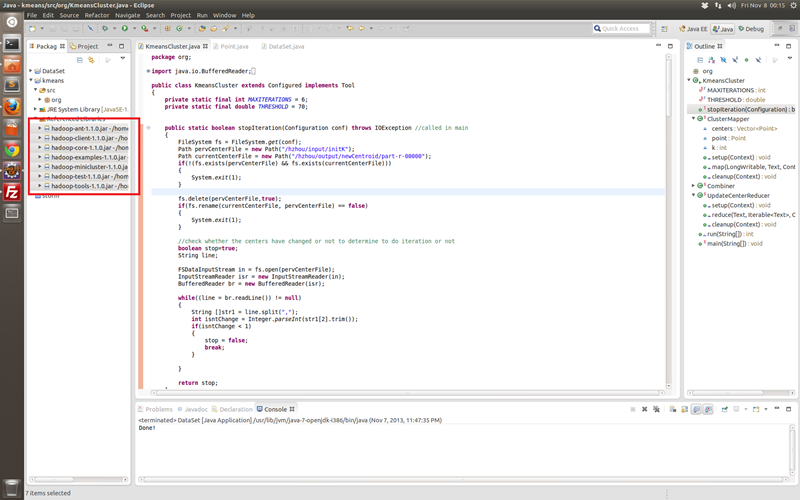 Java - kmeans/src/org/KmeansCluster.java - Eclipse
Fri Nov 8 00:15
File Edit Source Refactor Navigate Search Project Run Window Help
Quick Access
Java EE
Java
Debug
Packag
Project
DataSet
kmeans
src
org
JRE System Library [JavaSE-1.
Referenced Libraries
hadoop-ant-1.1.0.jar - /home
hadoop-client-1.1.0.jar - /ho
hadoop-core-1.1.0.jar - /hom
hadoop-examples-1.1.0.jar
hadoop-minicluster-1.1.0
hadoop-test-1.1.0.jar - /hom
hadoop-tools-1.1.0.jar - /ho
storm
KmeansCluster.java
Point.java
DataSet.java
package org;
import java.io.BufferedReader;
public class KmeansCluster extends Configured implements Tool
{
private static final int MAXITERATIONS = 6;
private static final double THRESHOLD = 70;
public static boolean stopIteration(Configuration conf) throws IOException //called in main
{
FileSystem fs = FileSystem.get(conf);
Path pervCenterFile = new Path("/hzhou/input/initK");
Path currentCenterFile = new Path("/hzhou/output/newCentroid/part-r-00000");
if(!(fs.exists(pervCenterFile) && fs.exists(currentCenterFile)))
{
System.exit(1);
}
fs.delete(pervCenterFile,true);
if(fs.rename(currentCenterFile, pervCenterFile) == false)
{
System.exit(1);
}
//check whether the centers have changed or not to determine to do iteration or not
boolean stop=true;
String line;
FSDataInputStream in = fs.open(pervCenterFile);
InputStreamReader isr = new InputStreamReader(in);
BufferedReader br = new BufferedReader(isr);
while((line = br.readLine()) != null)
{
String []str1 = line.split(",");
int isntChange = Integer.parseInt(str1[2].trim());
if(isntChange < 1)
{
stop = false;
break;
}
}
return stop;
Outline
org
KmeansCluster
MAXITERATIONS : int
THRESHOLD : double
stopIteration(Configuration) : b
ClusterMapper
centers : Vector<Point>
point : Point
k : int
setup(Context) : void
map(LongWritable, Text, Con
cleanup(Context) : void
Combiner
UpdateCenterReducer
setup(Context) : void
reduce(Text, Iterable<Text>, C
cleanup(Context) : void
run(String[]) : int
main(String[]) : void
Problems
Javadoc
Declaration
Console
<terminated> DataSet [Java Application] /usr/lib/jvm/java-7-openjdk-i386/bin/java (Nov 7, 2013, 11:47:35 PM)
Done!
7 items selected